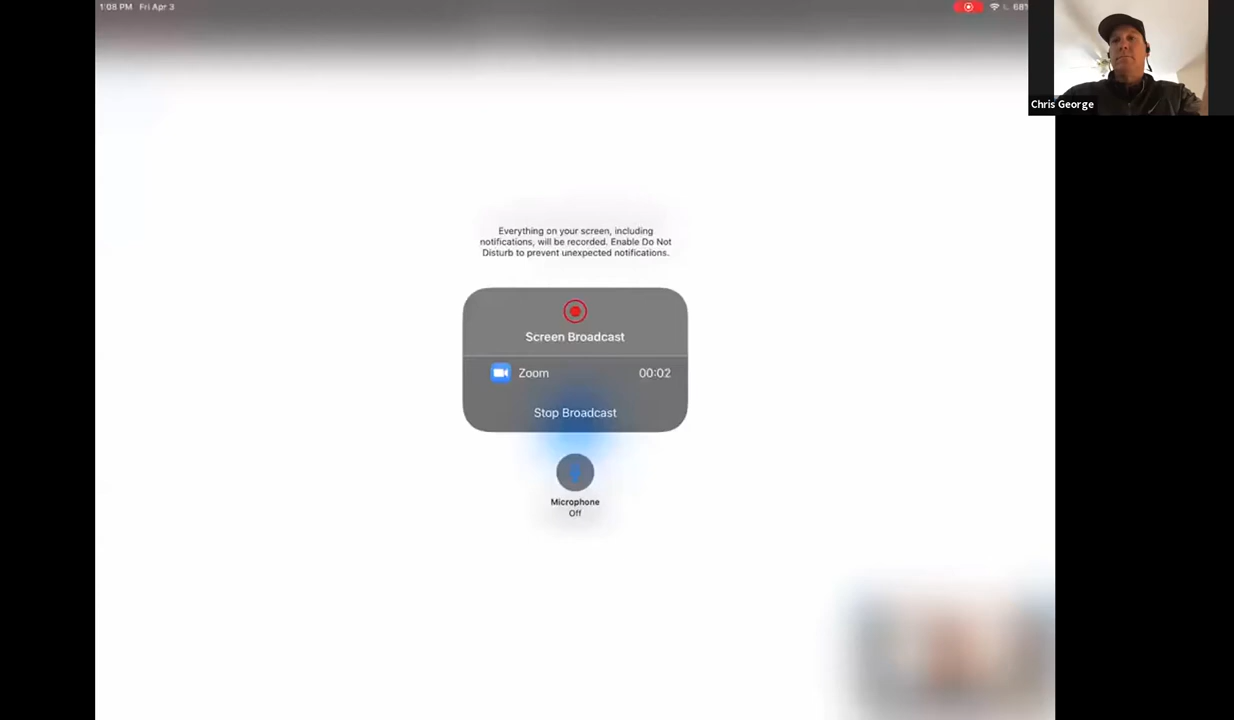 1:08 PM Fri Apr 3
68%
Chris George
Everything on your screen, including
notifications, will be recorded. Enable Do Not
Disturb to prevent unexpected notifications.
Screen Broadcast
Zoom 00:02
Stop Broadcast
Microphone
Off